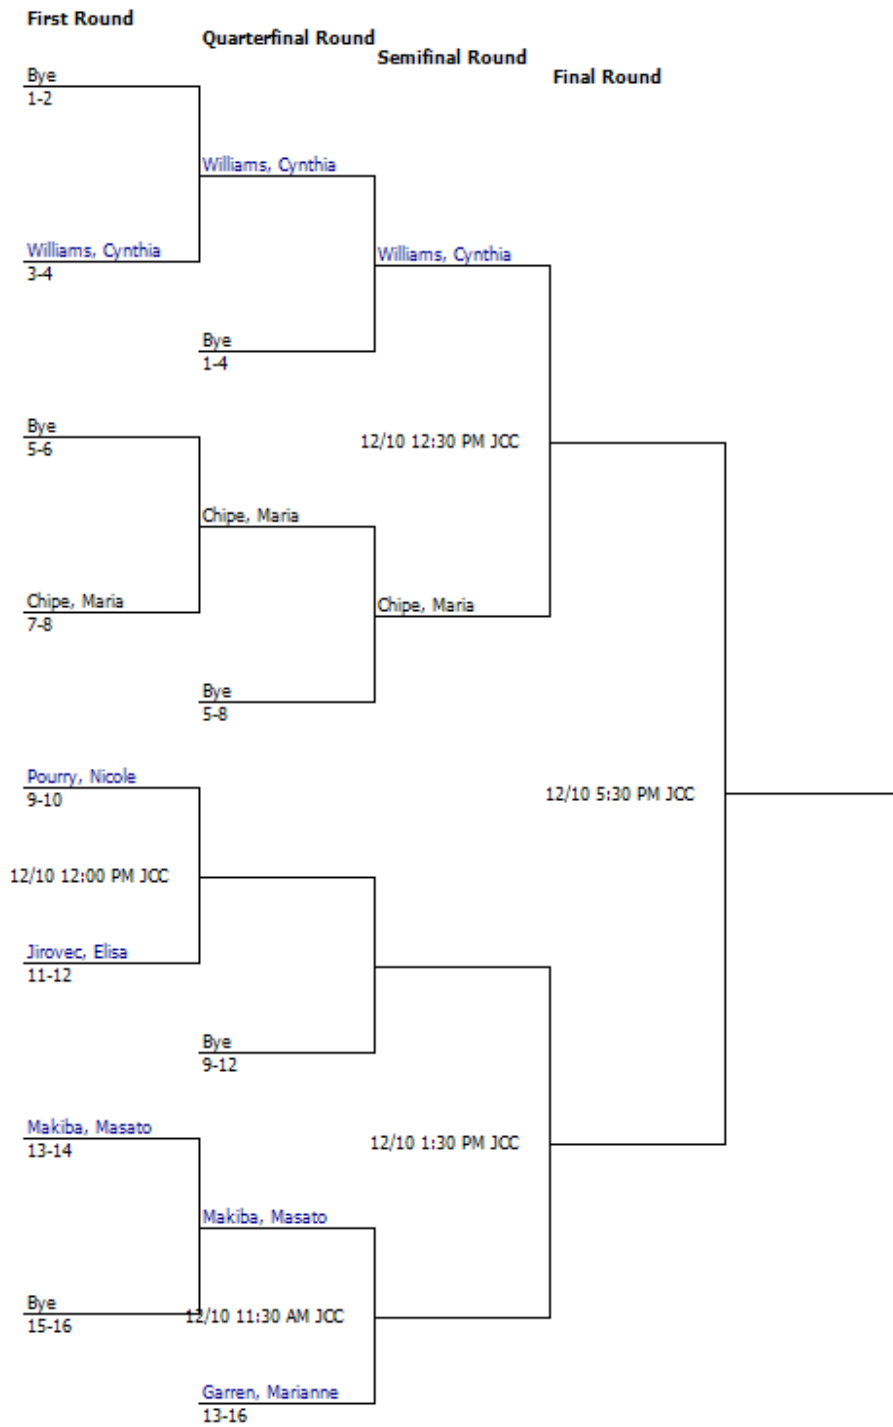 First Round
Quarterfinal Round
Semifinal Round
Final Round
Bye
1-2
Williams, Cynthia
Williams, Cynthia
3-4
Williams, Cynthia
Bye
1-4
Bye
5-6
12/10 12:30 PM JCC
Chipe, Maria
Chipe, Maria
7-8
Chipe, Maria
Bye
5-8
Pourry, Nicole
9-10
12/10 5:30 PM JCC
12/10 12:00 PM JCC
Jirovec, Elisa
11-12
Bye
9-12
Makiba, Masato
13-14
12/10 1:30 PM JCC
Makiba, Masato
Bye
15-16
12/10 11:30 AM JCC
Garren, Marianne
13-16